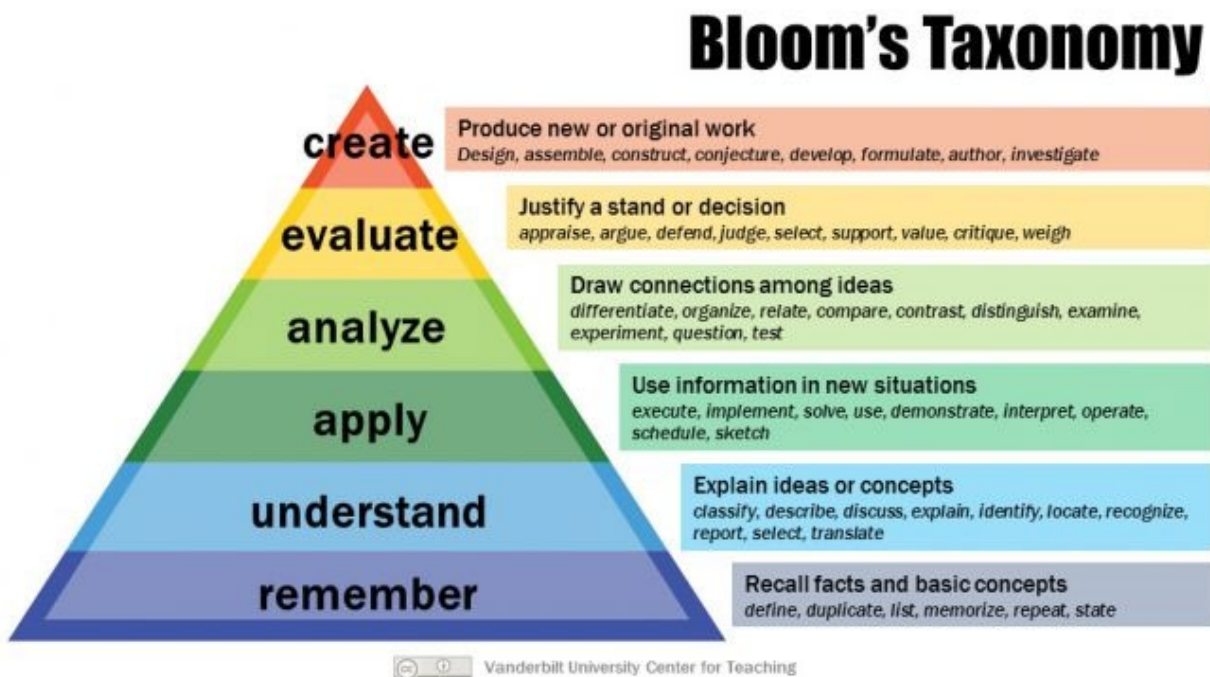 Bloom's Taxonomy
create
Produce new or original work
Design, assemble, construct, conjecture, develop, formulate, author, investigate
evaluate
Justify a stand or decision
appraise, argue, defend, judge, select, support, value, critique, weigh
analyze
Draw connections among ideas
differentiate, organize, relate, compare, contrast, distinguish, examine,
experiment, question, test
apply
Use information in new situations
execute, implement, solve, use, demonstrate, interpret, operate,
schedule, sketch
understand
Explain ideas or concepts
classify, describe, discuss, explain, identify, locate, recognize,
report, select, translate
remember
Recall facts and basic concepts
define, duplicate, list, memorize, repeat, state
cc Vanderbilt University Center for Teaching